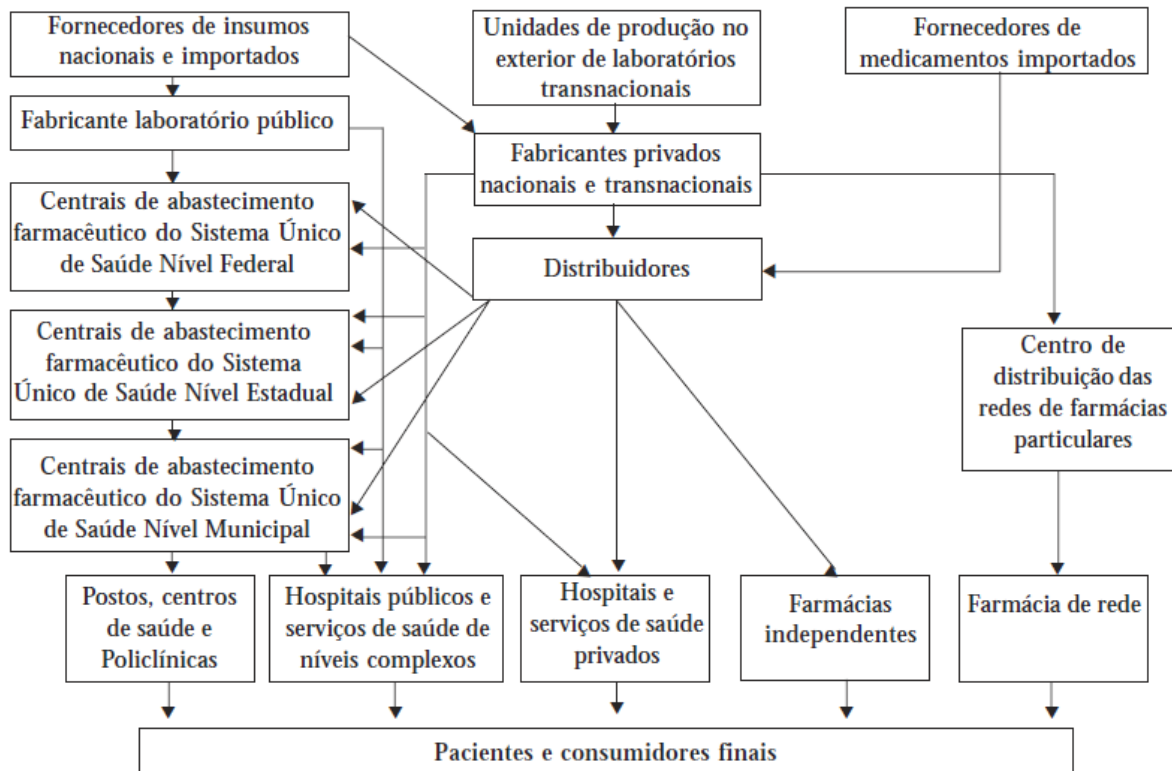 Fornecedores de insumos
nacionais e importados
Unidades de produção no
exterior de laboratórios
transnacionais
Fornecedores de
medicamentos importados
Fabricante laboratório público
Fabricantes privados
nacionais e transnacionais
Centrais de abastecimento
farmacêutico do Sistema Único
de Saúde Nível Federal
Distribuidores
Centrais de abastecimento
farmacêutico do Sistema
Único de Saúde Nível Estadual
Centro de
distribuição das
redes de farmácias
particulares
Centrais de abastecimento
farmacêutico do Sistema Único
de Saúde Nível Municipal
Postos, centros
de saúde e
Policlínicas
Hospitais públicos e
serviços de saúde de
níveis complexos
Hospitais e
serviços de saúde
privados
Farmácias
independentes
Farmácia de rede
Pacientes e consumidores finais